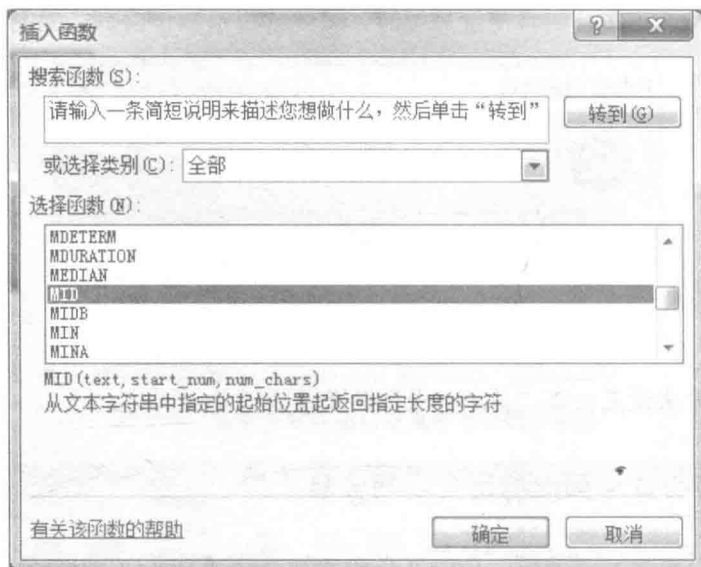 插入函数
搜索函数(S):
请输入一条简短说明来描述您想做什么，然后单击“转到”
转到(G)
或选择类别(C): 全部
选择函数(N):
MDETERM
MDURATION
MEDIAN
MID
MIDB
MIN
MINA
MID(text,start_num,num_chars)
从文本字符串中指定的起始位置起返回指定长度的字符
有关该函数的帮助
确定
取消